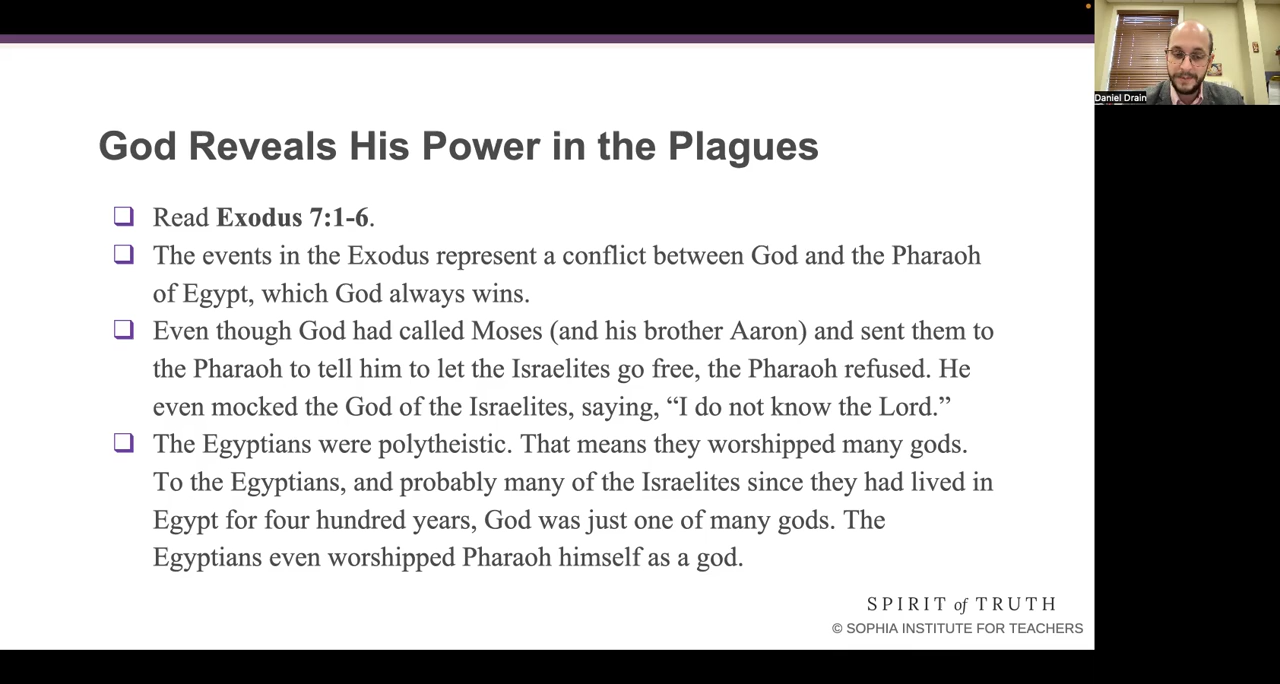 Daniel Drain
God Reveals His Power in the Plagues
❏ Read Exodus 7:1-6.
❏ The events in the Exodus represent a conflict between God and the Pharaoh
of Egypt, which God always wins.
❏ Even though God had called Moses (and his brother Aaron) and sent them to
the Pharaoh to tell him to let the Israelites go free, the Pharaoh refused. He
even mocked the God of the Israelites, saying, “I do not know the Lord.”
❏ The Egyptians were polytheistic. That means they worshipped many gods.
To the Egyptians, and probably many of the Israelites since they had lived in
Egypt for four hundred years, God was just one of many gods. The
Egyptians even worshipped Pharaoh himself as a god.
SPIRIT of TRUTH
© SOPHIA INSTITUTE FOR TEACHERS